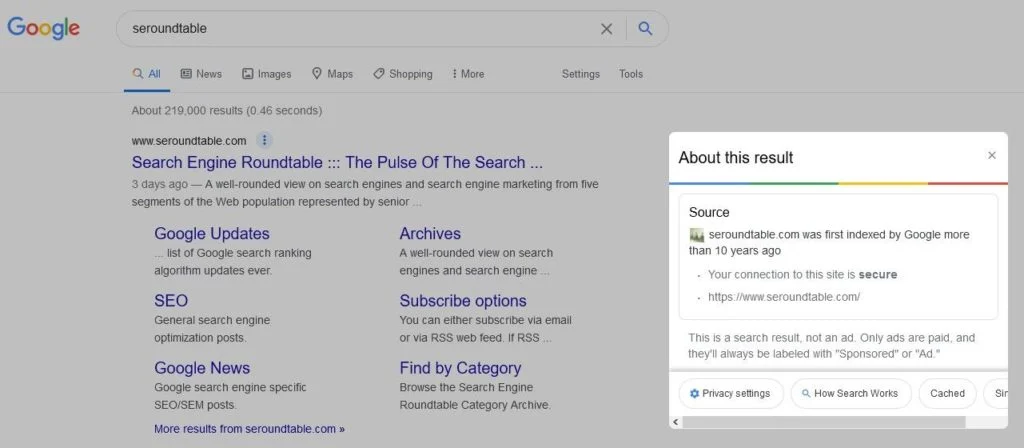 Google
seroundtable
All News Images Maps Shopping More Settings Tools
About 219,000 results (0.46 seconds)
www.seroundtable.com
Search Engine Roundtable ::: The Pulse Of The Search ...
3 days ago — A well-rounded view on search engines and search engine marketing from five
segments of the Web population represented by senior ...
Google Updates
... list of Google search ranking
algorithm updates ever.
Archives
A well-rounded view on search
engines and search engine ...
SEO
General search engine
optimization posts.
Subscribe options
You can either subscribe via email
or via RSS web feed. If RSS ...
Google News
Google search engine specific
SEO/SEM posts.
Find by Category
Browse the Search Engine
Roundtable Category Archive.
More results from seroundtable.com »
About this result
Source
seroundtable.com was first indexed by Google more
than 10 years ago
Your connection to this site is secure
https://www.seroundtable.com/
This is a search result, not an ad. Only ads are paid, and
they'll always be labeled with "Sponsored" or "Ad."
Privacy settings How Search Works Cached